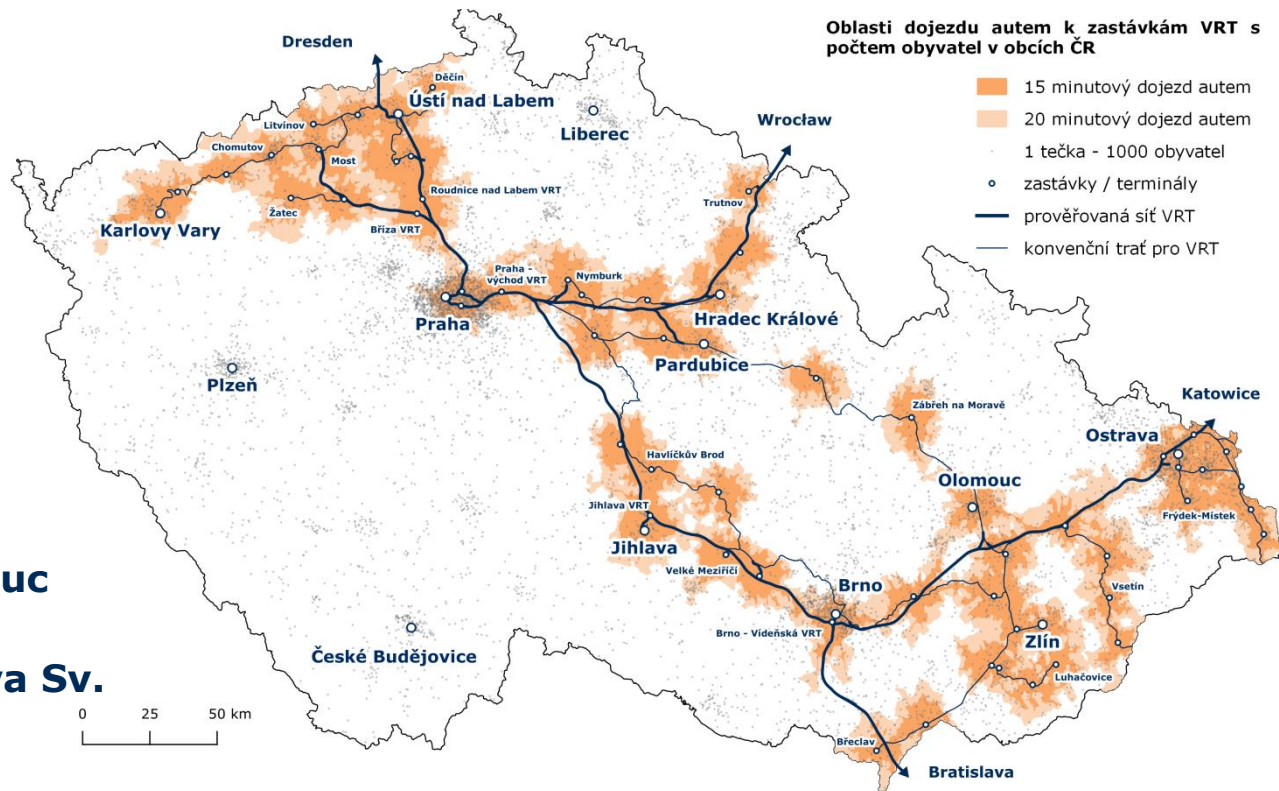 Oblasti dojezdu autem k zastávkám VRT s
počtem obyvatel v obcích ČR
15 minutový dojezd autem
20 minutový dojezd autem
1 tečka - 1000 obyvatel
zastávky / terminály
prověřovaná síť VRT
konvenční trať pro VRT
Dresden
Děčín
Ústí nad Labem
Litvínov
Liberec
Wrocław
Chomutov
Most
Roudnice nad Labem VRT
Trutnov
Žatec
Karlovy Vary
Bříza VRT
Praha -
východ VRT
Nymburk
Praha
Hradec Králové
Pardubice
Plzeň
Zábřeh na Moravě
Katowice
Ostrava
Havlíčkův Brod
Olomouc
Jihlava VRT
Frýdek-Místek
Jihlava
Velké Meziříčí
Brno
Vsetín
uc
Brno - Vídeňská VRT
Zlín
České Budějovice
Luhačovice
va Sv.
0 25 50 km
Břeclav
Bratislava